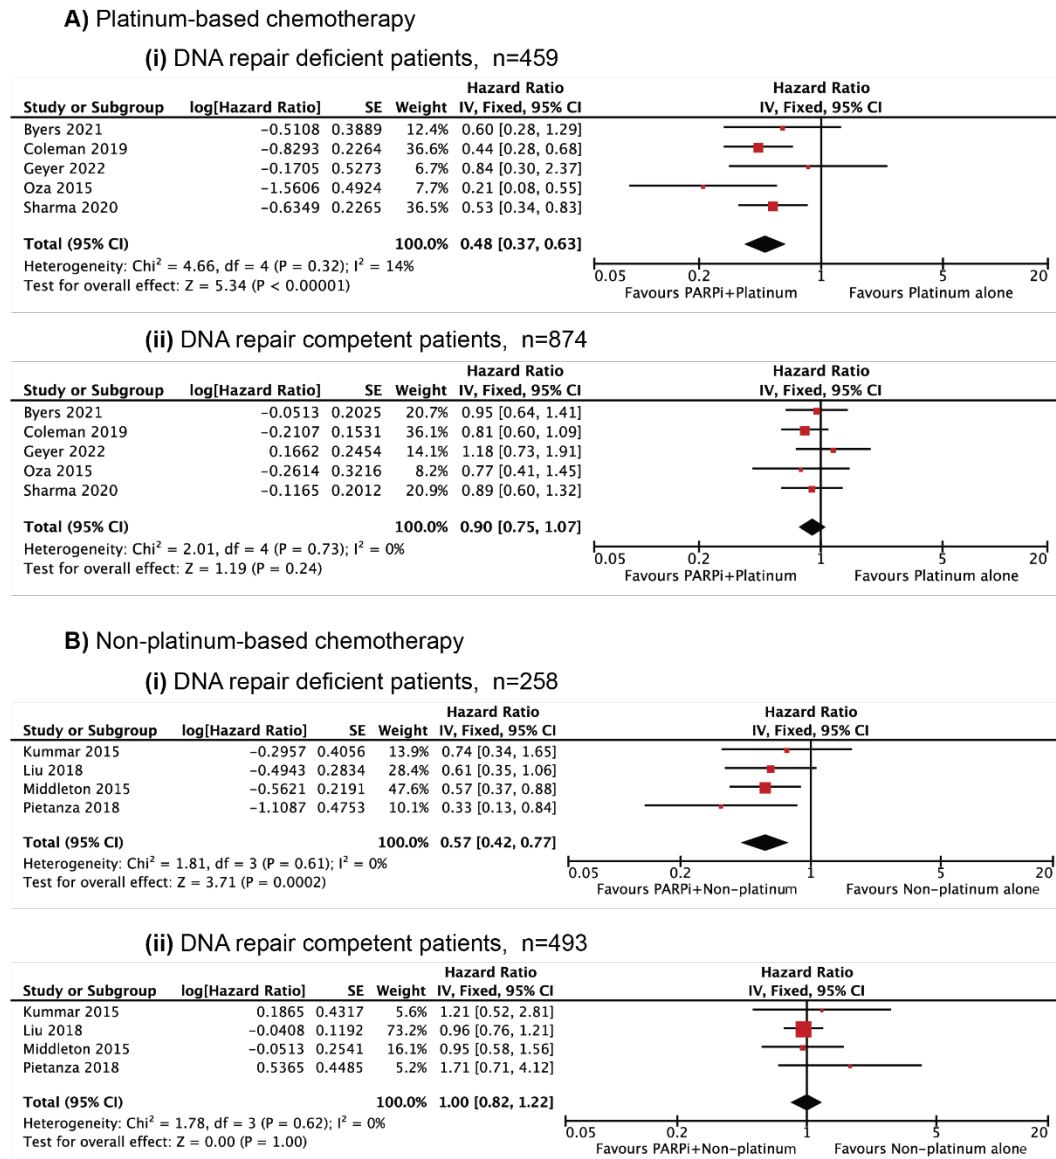 A) Platinum-based chemotherapy
(i) DNA repair deficient patients, n=459
Hazard Ratio Hazard Ratio
Study or Subgroup log[Hazard Ratio] SE Weight IV, Fixed, 95% CI IV, Fixed, 95% CI
Byers 2021 −0.5108 0.3889 12.4% 0.60 [0.28, 1.29]
Coleman 2019 −0.8293 0.2264 36.6% 0.44 [0.28, 0.68]
Geyer 2022 −0.1705 0.5273 6.7% 0.84 [0.30, 2.37]
Oza 2015 −1.5606 0.4924 7.7% 0.21 [0.08, 0.55]
Sharma 2020 −0.6349 0.2265 36.5% 0.53 [0.34, 0.83]
Total (95% CI) 100.0% 0.48 [0.37, 0.63]
Heterogeneity: Chi² = 4.66, df = 4 (P = 0.32); I² = 14%
Test for overall effect: Z = 5.34 (P < 0.00001)
0.05 0.2 1 5 20
Favours PARPi+Platinum Favours Platinum alone
(ii) DNA repair competent patients, n=874
Hazard Ratio Hazard Ratio
Study or Subgroup log[Hazard Ratio] SE Weight IV, Fixed, 95% CI IV, Fixed, 95% CI
Byers 2021 −0.0513 0.2025 20.7% 0.95 [0.64, 1.41]
Coleman 2019 −0.2107 0.1531 36.1% 0.81 [0.60, 1.09]
Geyer 2022 0.1662 0.2454 14.1% 1.18 [0.73, 1.91]
Oza 2015 −0.2614 0.3216 8.2% 0.77 [0.41, 1.45]
Sharma 2020 −0.1165 0.2012 20.9% 0.89 [0.60, 1.32]
Total (95% CI) 100.0% 0.90 [0.75, 1.07]
Heterogeneity: Chi² = 2.01, df = 4 (P = 0.73); I² = 0%
Test for overall effect: Z = 1.19 (P = 0.24)
0.05 0.2 1 5 20
Favours PARPi+Platinum Favours Platinum alone
B) Non-platinum-based chemotherapy
(i) DNA repair deficient patients, n=258
Hazard Ratio Hazard Ratio
Study or Subgroup log[Hazard Ratio] SE Weight IV, Fixed, 95% CI IV, Fixed, 95% CI
Kummar 2015 −0.2957 0.4056 13.9% 0.74 [0.34, 1.65]
Liu 2018 −0.4943 0.2834 28.4% 0.61 [0.35, 1.06]
Middleton 2015 −0.5621 0.2191 47.6% 0.57 [0.37, 0.88]
Pietanza 2018 −1.1087 0.4753 10.1% 0.33 [0.13, 0.84]
Total (95% CI) 100.0% 0.57 [0.42, 0.77]
Heterogeneity: Chi² = 1.81, df = 3 (P = 0.61); I² = 0%
Test for overall effect: Z = 3.71 (P = 0.0002)
0.05 0.2 1 5 20
Favours PARPi+Non-platinum Favours Non-platinum alone
(ii) DNA repair competent patients, n=493
Hazard Ratio Hazard Ratio
Study or Subgroup log[Hazard Ratio] SE Weight IV, Fixed, 95% CI IV, Fixed, 95% CI
Kummar 2015 0.1865 0.4317 5.6% 1.21 [0.52, 2.81]
Liu 2018 −0.0408 0.1192 73.2% 0.96 [0.76, 1.21]
Middleton 2015 −0.0513 0.2541 16.1% 0.95 [0.58, 1.56]
Pietanza 2018 0.5365 0.4485 5.2% 1.71 [0.71, 4.12]
Total (95% CI) 100.0% 1.00 [0.82, 1.22]
Heterogeneity: Chi² = 1.78, df = 3 (P = 0.62); I² = 0%
Test for overall effect: Z = 0.00 (P = 1.00)
0.05 0.2 1 5 20
Favours PARPi+Non-platinum Favours Non-platinum alone